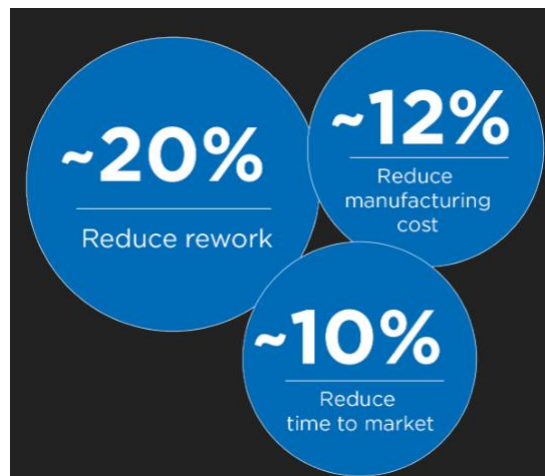 ~20%
Reduce rework
~12%
Reduce
manufacturing
cost
~10%
Reduce
time to market